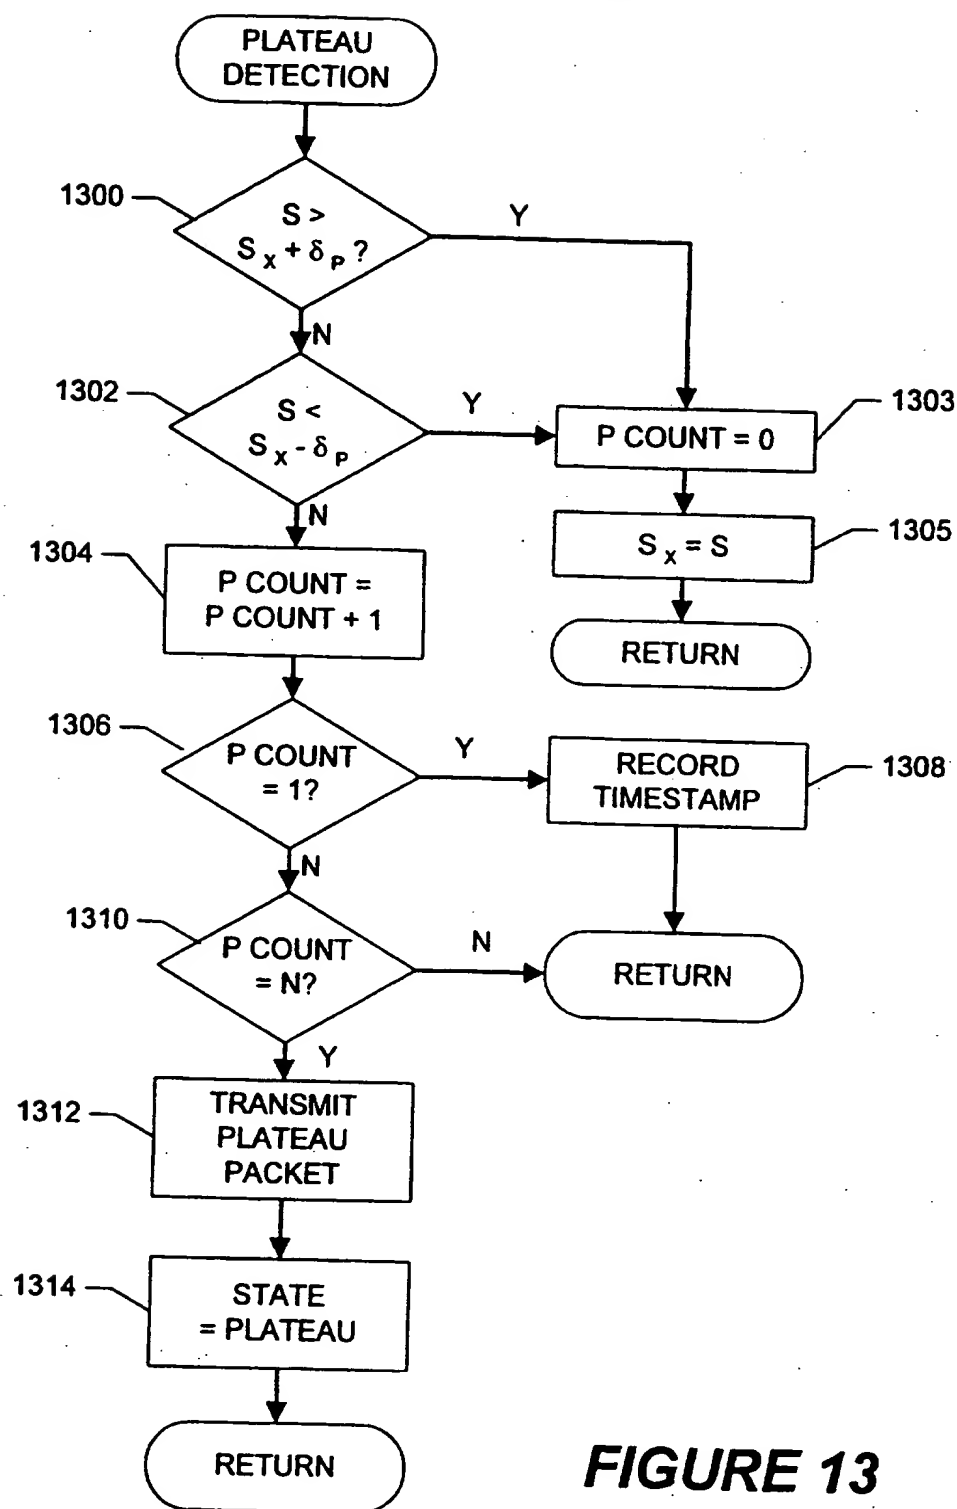 PLATEAU
DETECTION
1300
S >
S X + δ P ?
Y
N
1302
S <
S X - δ P
Y
P COUNT = 0
1303
N
S X = S
1305
1304
P COUNT =
P COUNT + 1
RETURN
1306
P COUNT
= 1?
Y
RECORD
TIMESTAMP
1308
N
1310
P COUNT
= N?
N
RETURN
Y
1312
TRANSMIT
PLATEAU
PACKET
1314
STATE
= PLATEAU
RETURN
FIGURE 13